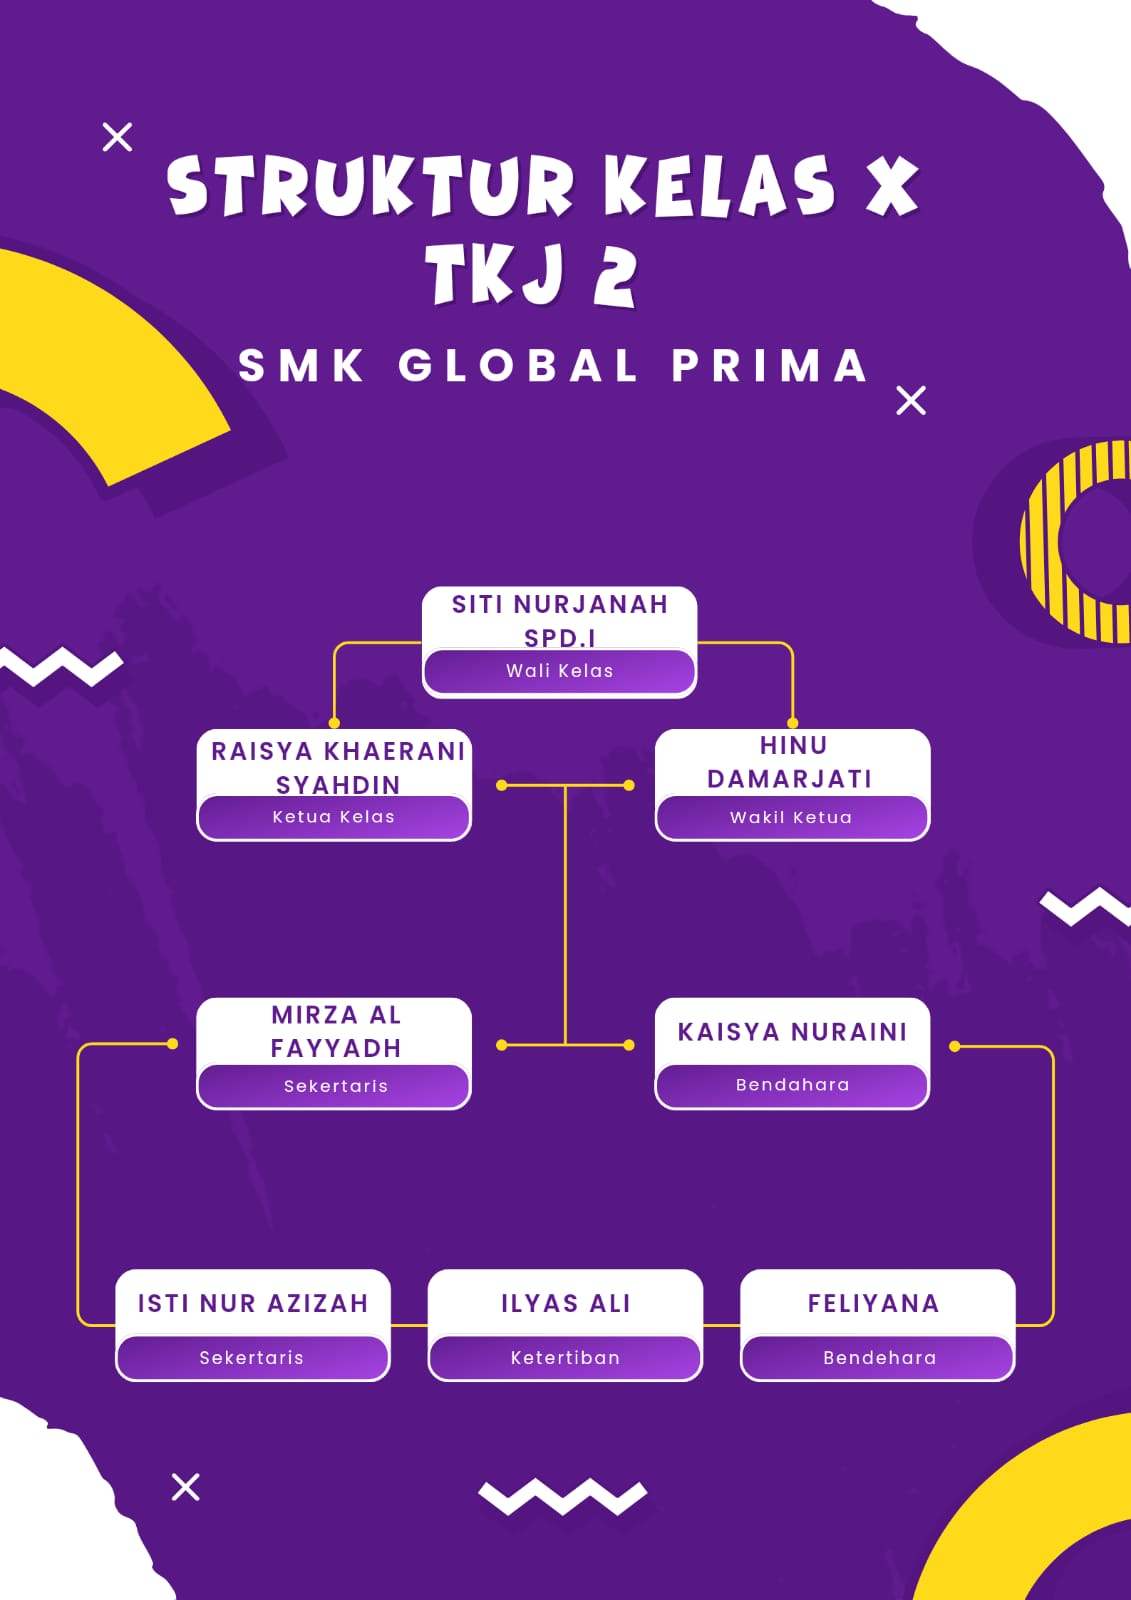 STRUKTUR KELAS X
TKJ 2
SMK GLOBAL PRIMA
SITI NURJANAH
SPD.I
Wali Kelas
RAISYA KHAERANI
SYAHDIN
Ketua Kelas
HINU
DAMARJATI
Wakil Ketua
MIRZA AL
FAYYADH
Sekertaris
KAISYA NURAINI
Bendahara
ISTI NUR AZIZAH
Sekertaris
ILYAS ALI
Ketertiban
FELIYANA
Bendehara